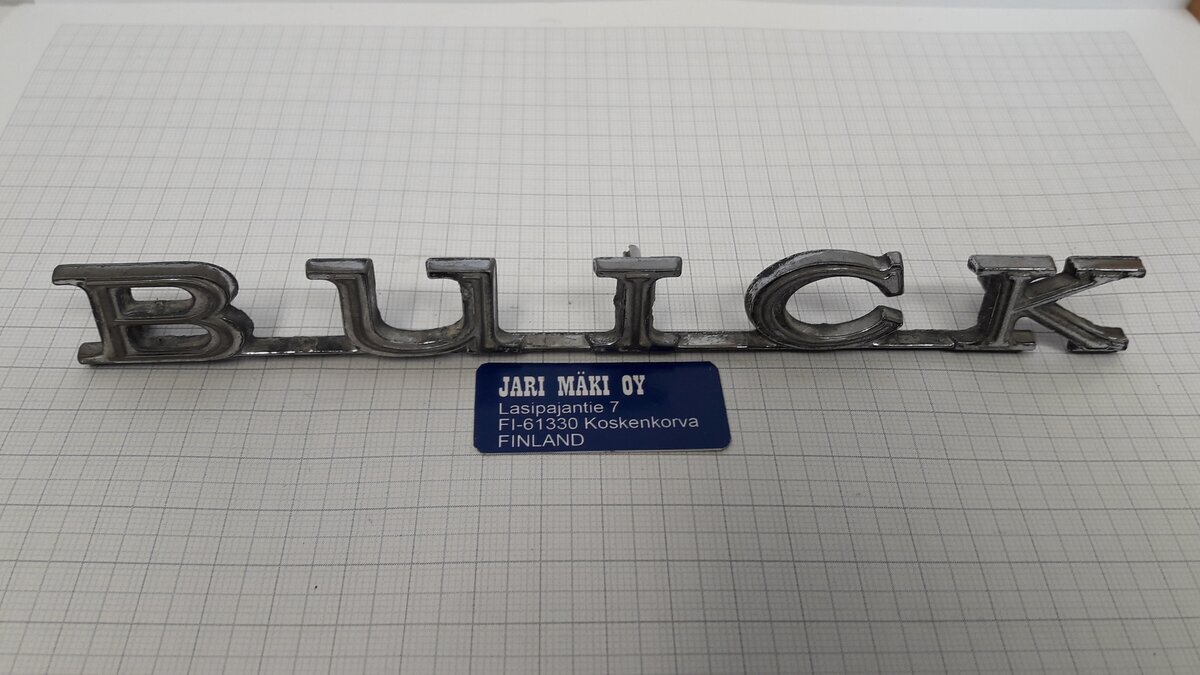 BUICK
JARI MÄKI OY
Lasipajantie 7
FI-61330 Koskenkorva
FINLAND